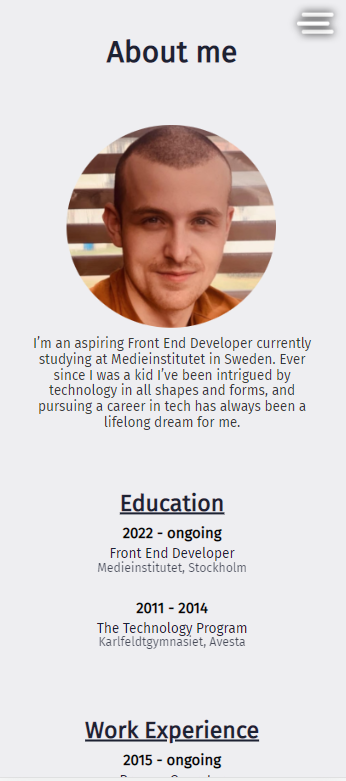 About me
I'm an aspiring Front End Developer currently
studying at Medieinstitutet in Sweden. Ever
since I was a kid I've been intrigued by
technology in all shapes and forms, and
pursuing a career in tech has always been a
lifelong dream for me.
Education
2022 - ongoing
Front End Developer
Medieinstitutet, Stockholm
2011 - 2014
The Technology Program
Karlfeldtgymnasiet, Avesta
Work Experience
2015 - ongoing